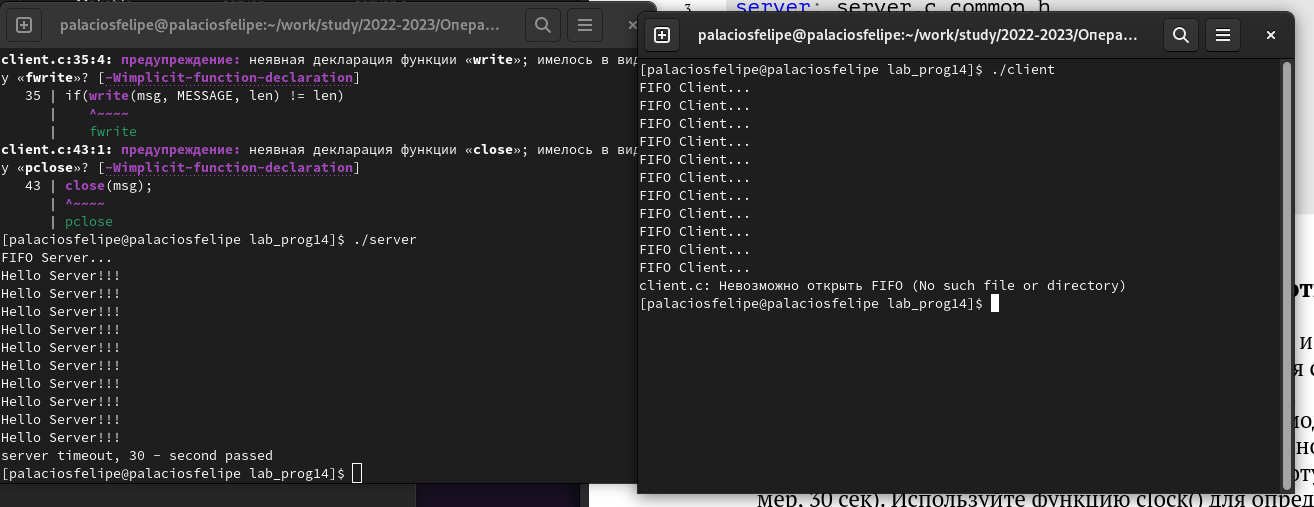 server: server.c common.h
3
palaciosfelipe@palaciosfelipe:~/work/study/2022-2023/Опера...
client.c:35:4: предупреждение: неявная декларация функции «write»; имелось в вид
у «fwrite»? [-Wimplicit-function-declaration]
35 | if(write(msg, MESSAGE, len) != len)
| ^~~~~
| fwrite
client.c:43:1: предупреждение: неявная декларация функции «close»; имелось в вид
у «pclose»? [-Wimplicit-function-declaration]
43 | close(msg);
| ^~~~~
| pclose
[palaciosfelipe@palaciosfelipe lab_prog14]$ ./server
FIFO Server...
Hello Server!!!
Hello Server!!!
Hello Server!!!
Hello Server!!!
Hello Server!!!
Hello Server!!!
Hello Server!!!
Hello Server!!!
Hello Server!!!
Hello Server!!!
server timeout, 30 - second passed
[palaciosfelipe@palaciosfelipe lab_prog14]$
palaciosfelipe@palaciosfelipe:~/work/study/2022-2023/Опера...
[palaciosfelipe@palaciosfelipe lab_prog14]$ ./client
FIFO Client...
FIFO Client...
FIFO Client...
FIFO Client...
FIFO Client...
FIFO Client...
FIFO Client...
FIFO Client...
FIFO Client...
FIFO Client...
FIFO Client...
client.c: Невозможно открыть FIFO (No such file or directory)
[palaciosfelipe@palaciosfelipe lab_prog14]$
мер, 30 сек). Используйте функцию clock() для опред